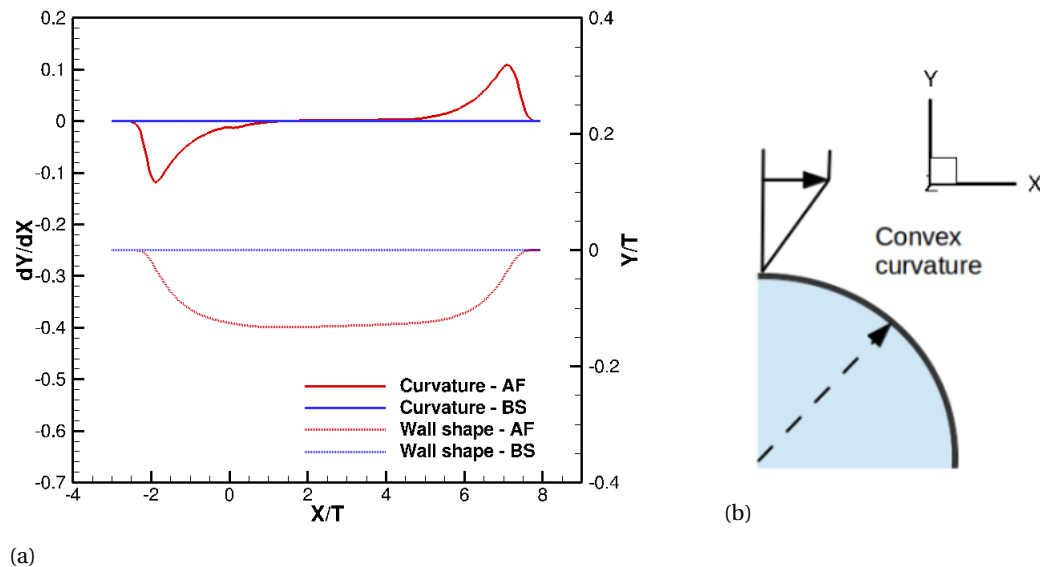 0.2
0.1
0
-0.1
-0.2
-0.3
-0.4
-0.5
-0.6
-0.7
dY/dX
-4
-2
0
2
4
6
8
X/T
0.4
0.2
0
-0.2
-0.4
Y/T
Curvature - AF
Curvature - BS
Wall shape - AF
Wall shape - BS
(a)
Y
X
Z
Convex
curvature
(b)